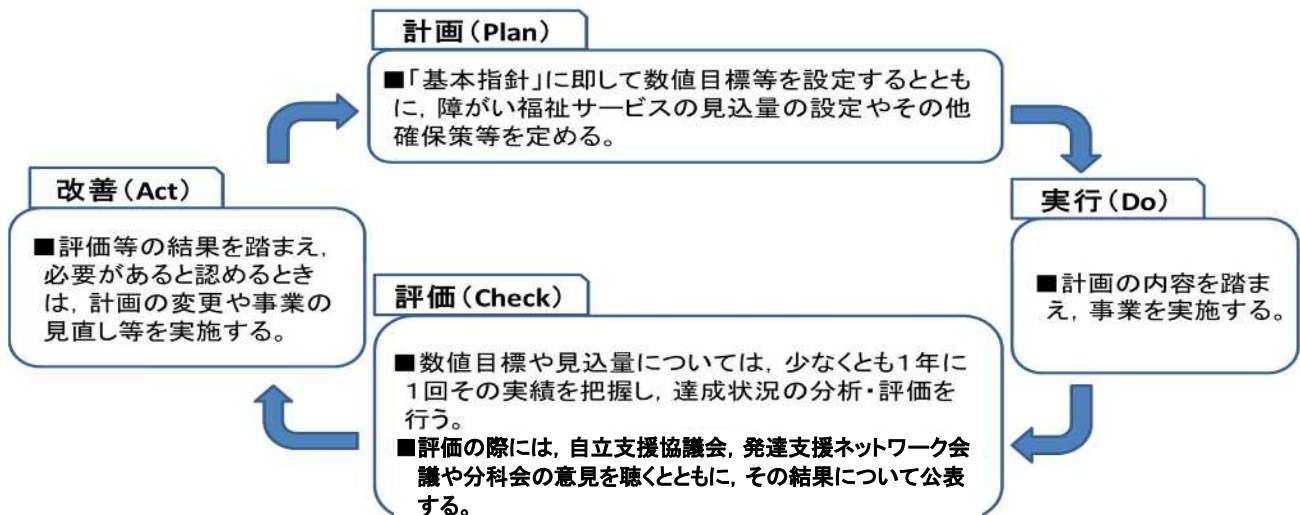 計画(Plan)
■「基本指針」に即して数値目標等を設定するととも
に，障がい福祉サービスの見込量の設定やその他
確保策等を定める。
実行(Do)
■計画の内容を踏ま
え，事業を実施する。
評価(Check)
■数値目標や見込量については，少なくとも１年に
１回その実績を把握し，達成状況の分析・評価を
行う。
■評価の際には，自立支援協議会，発達支援ネットワーク会
議や分科会の意見を聴くとともに，その結果について公表
する。
改善(Act)
■評価等の結果を踏まえ，
必要があると認めるとき
は，計画の変更や事業の
見直し等を実施する。